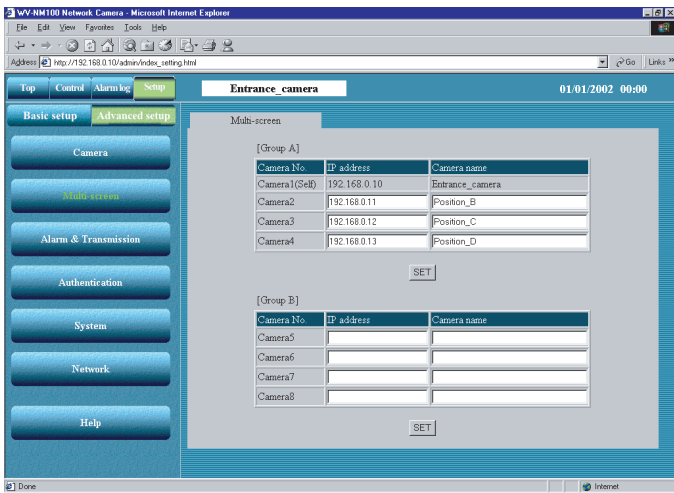 WV-NM100 Network Camera - Microsoft Internet Explorer
File Edit View Favorites Tools Help
Address http://192.168.0.10/admin/index_setting.html Go Links »
Top Control Alarm log Setup Entrance_camera 01/01/2002 00:00
Basic setup Advanced setup
Multi-screen
Camera
Multi-screen
Alarm & Transmission
Authentication
System
Network
Help
[Group A]
Camera No. IP address Camera name
Camera1(Self) 192.168.0.10 Entrance_camera
Camera2 192.168.0.11 Position_B
Camera3 192.168.0.12 Position_C
Camera4 192.168.0.13 Position_D
SET
[Group B]
Camera No. IP address Camera name
Camera5
Camera6
Camera7
Camera8
SET
Done Internet